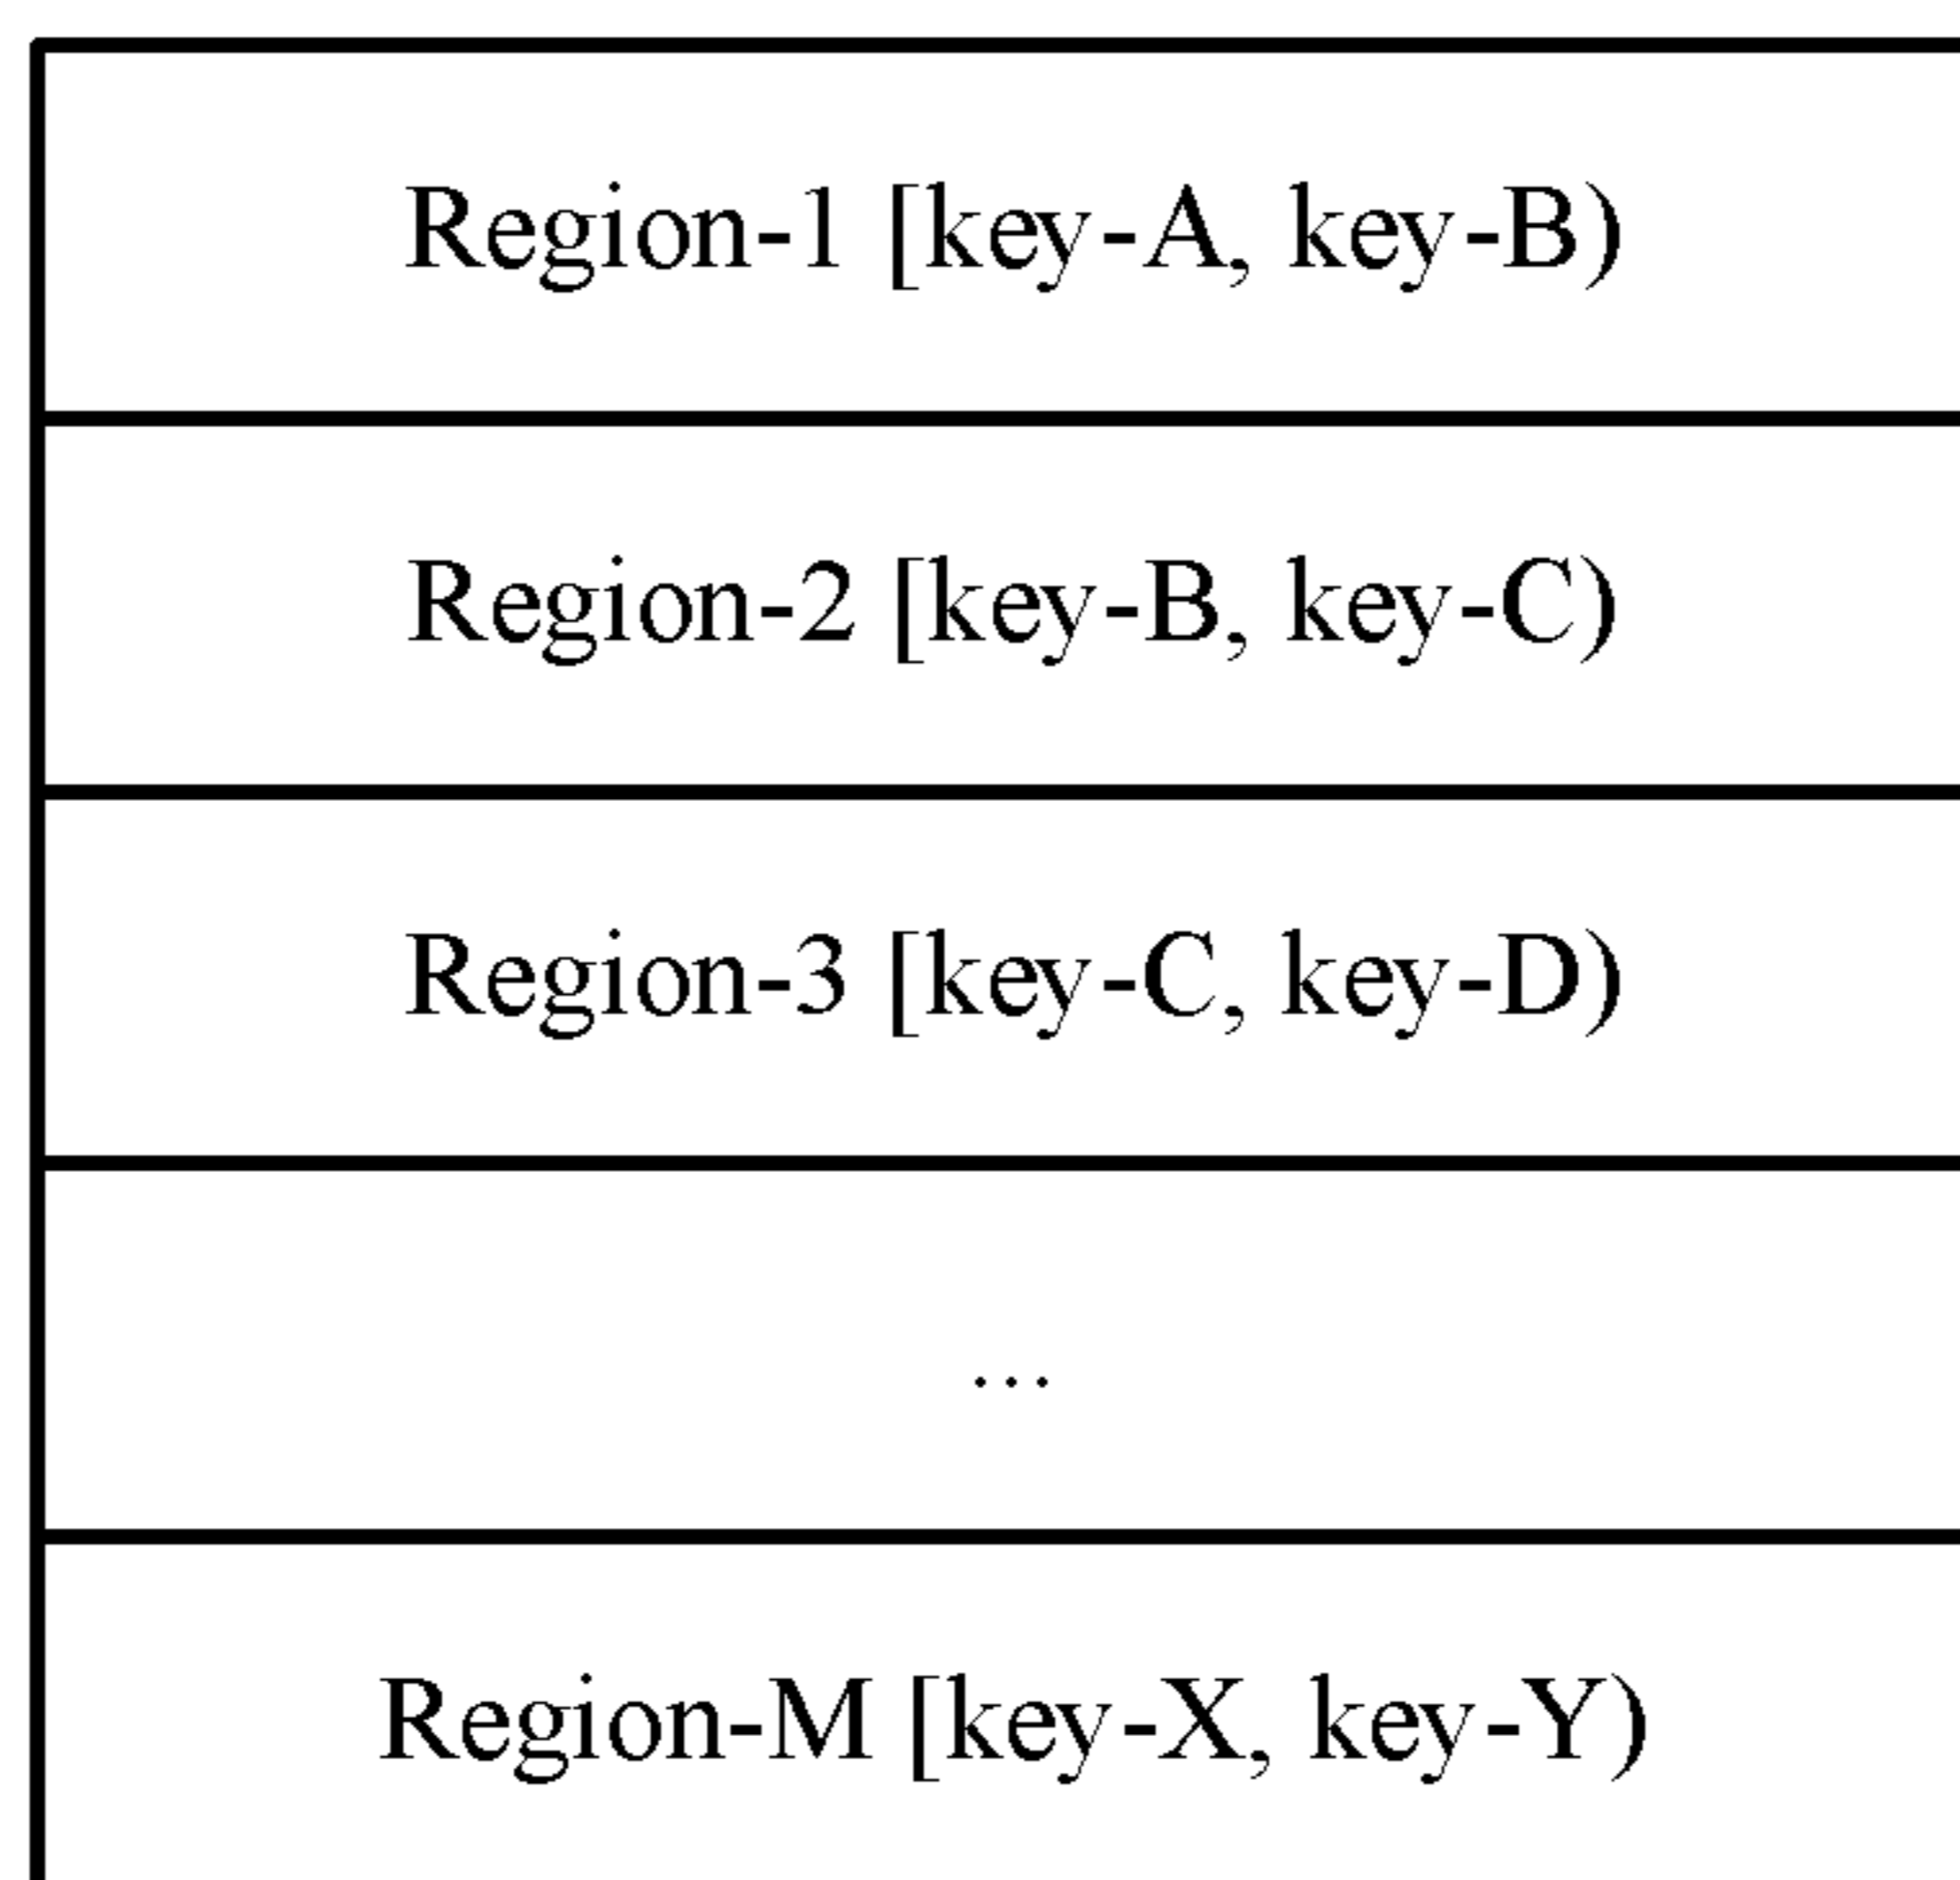 Region-1 [key-A, key-B)
Region-2 [key-B, key-C)
Region-3 [key-C, key-D)
...
Region-M [key-X, key-Y)